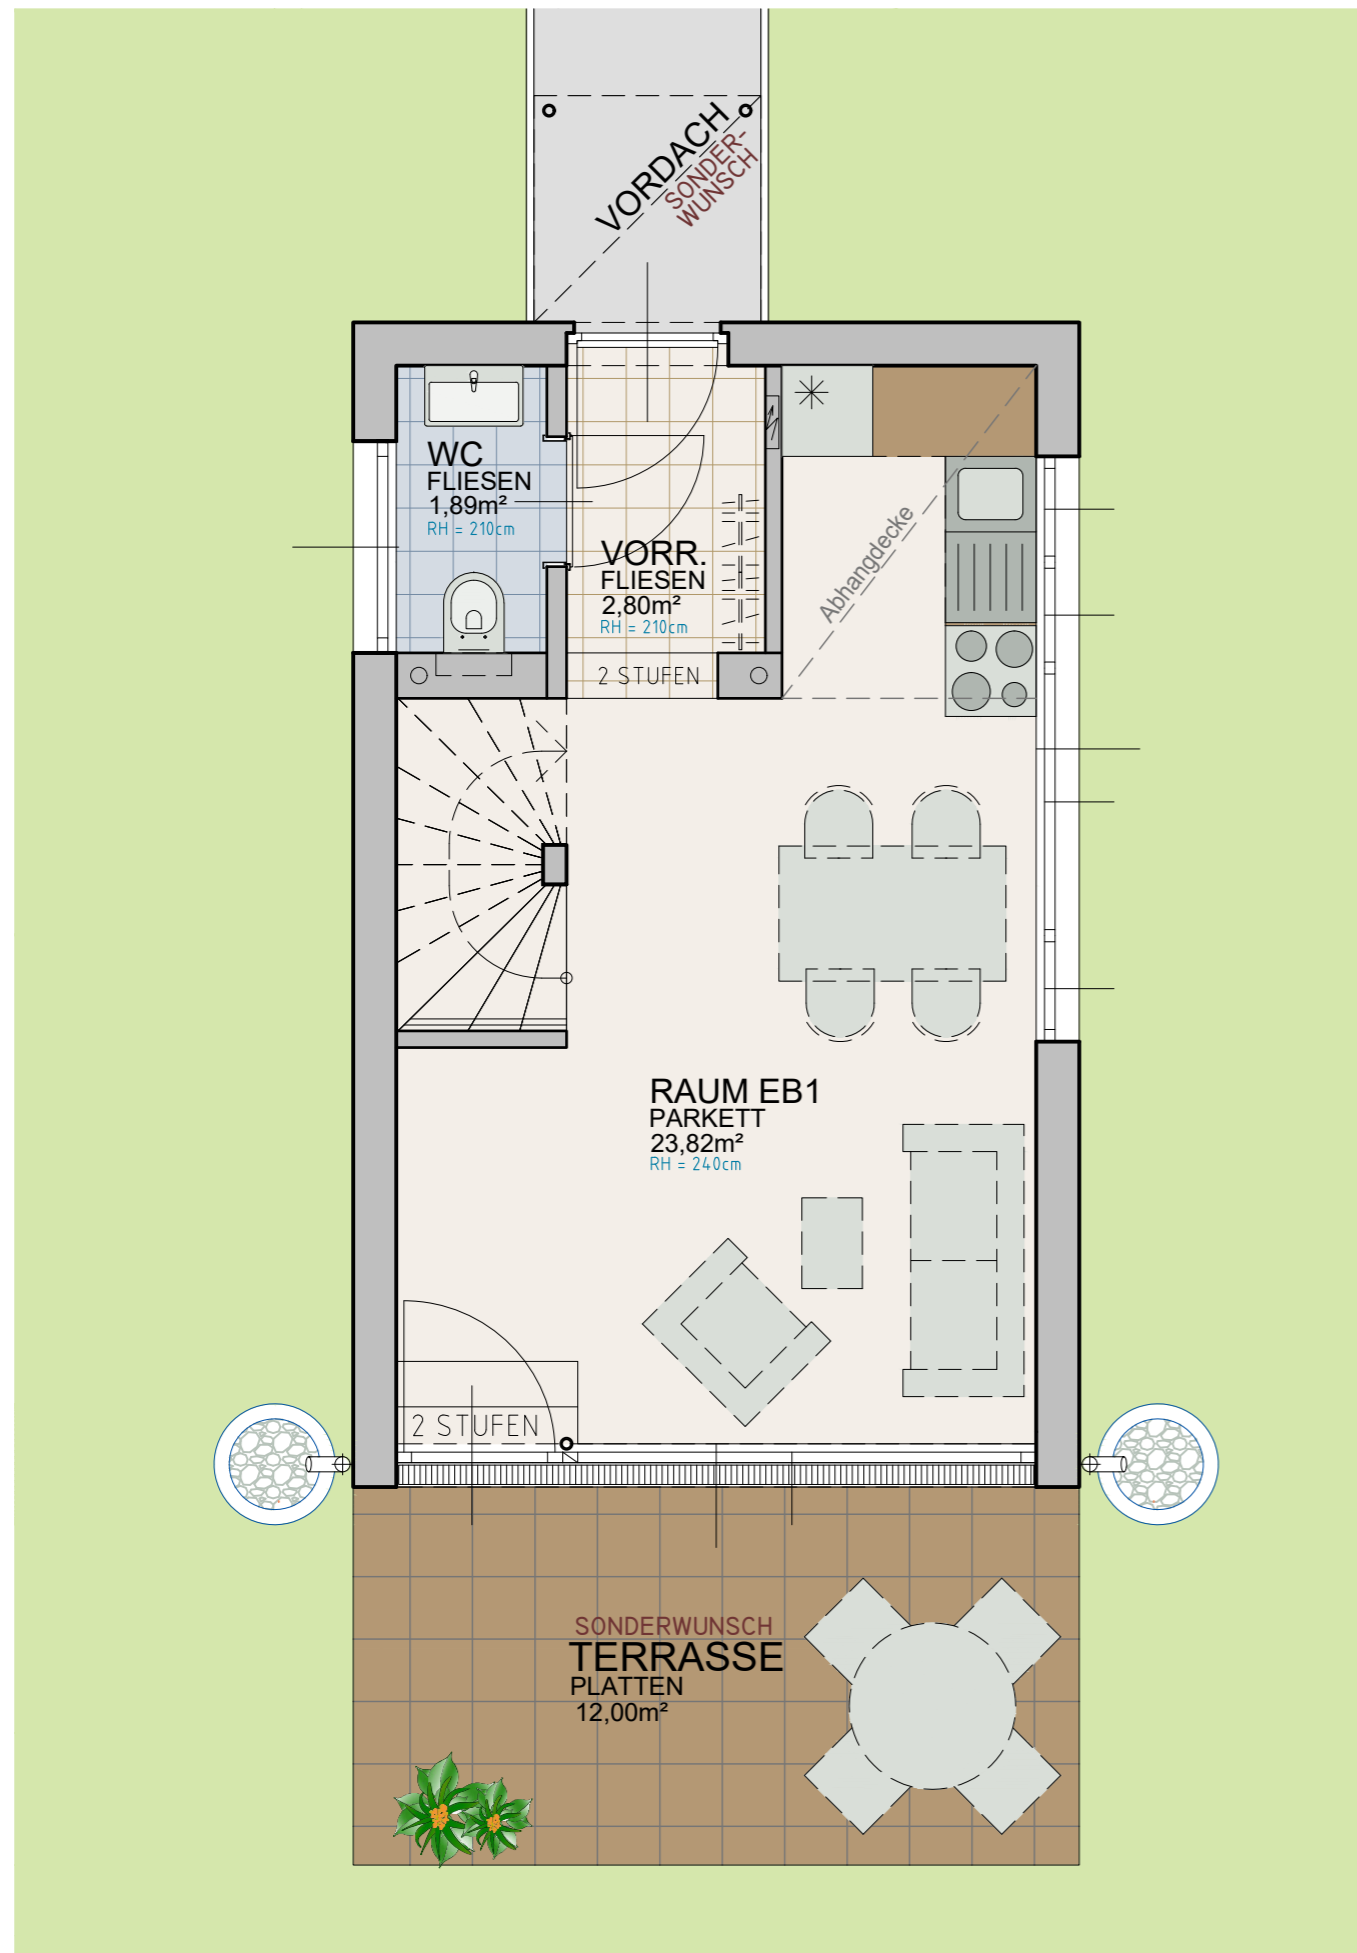 VORDACH
SONDER-
WUNSCH
WC
FLIESEN
1,89m²
RH = 210cm
VORR.
FLIESEN
2,80m²
RH = 210cm
2 STUFEN
Abhangdecke
RAUM EB1
PARKETT
23,82m²
RH = 240cm
2 STUFEN
SONDERWUNSCH
TERRASSE
PLATTEN
12,00m²